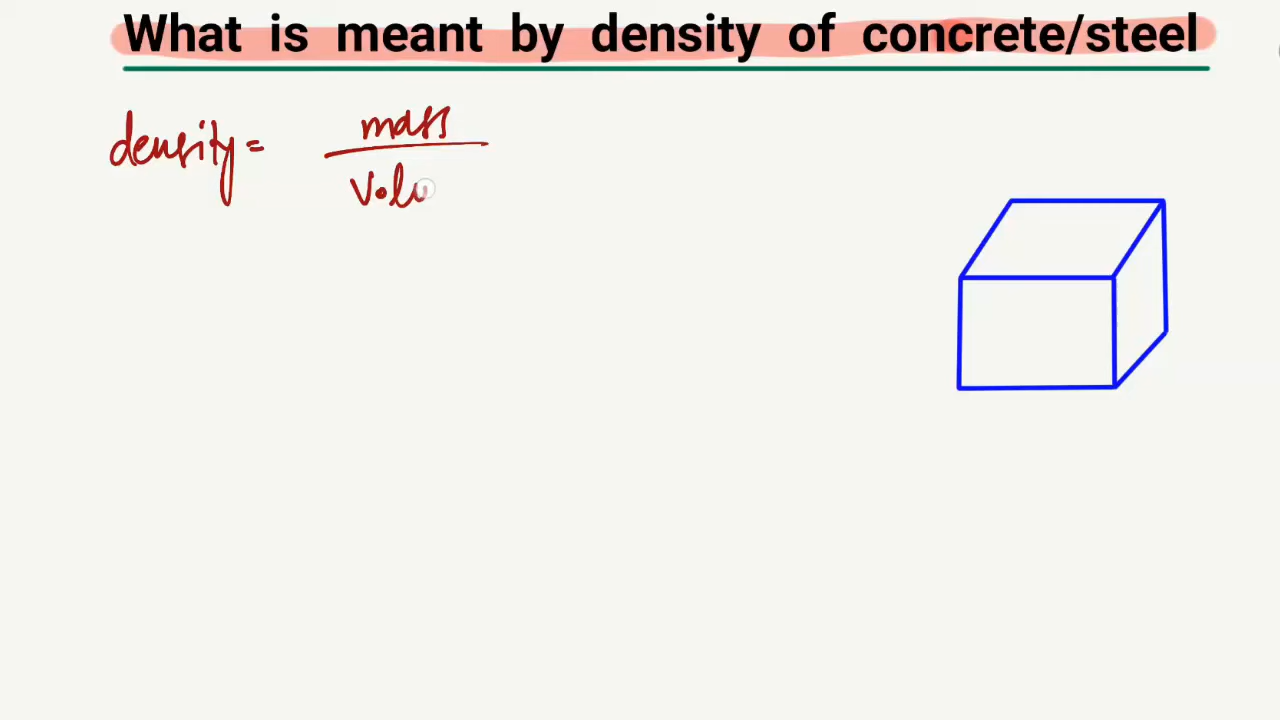 What is meant by density of concrete/steel
density = mass
Volu